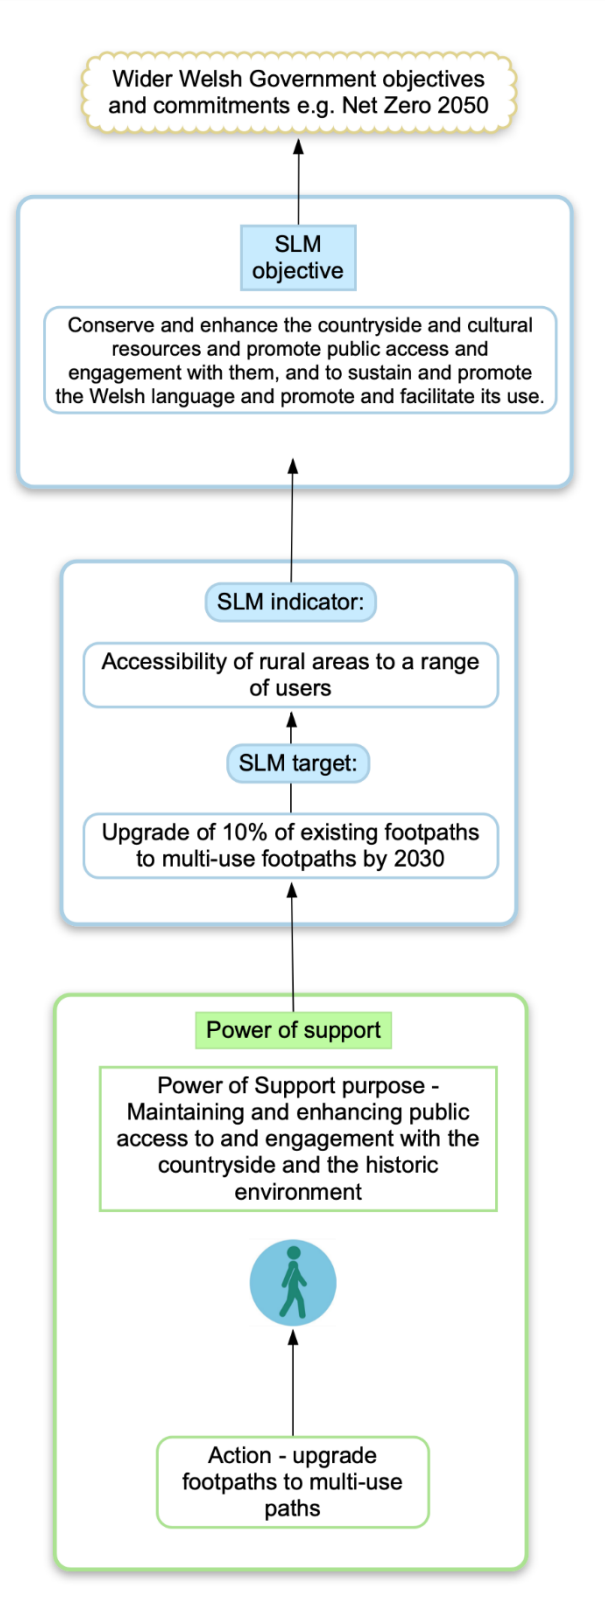 Wider Welsh Government objectives
and commitments e.g. Net Zero 2050
SLM
objective
Conserve and enhance the countryside and cultural
resources and promote public access and
engagement with them, and to sustain and promote
the Welsh language and promote and facilitate its use.
SLM indicator:
Accessibility of rural areas to a range
of users
SLM target:
Upgrade of 10% of existing footpaths
to multi-use footpaths by 2030
Power of support
Power of Support purpose -
Maintaining and enhancing public
access to and engagement with the
countryside and the historic
environment
Action - upgrade
footpaths to multi-use
paths